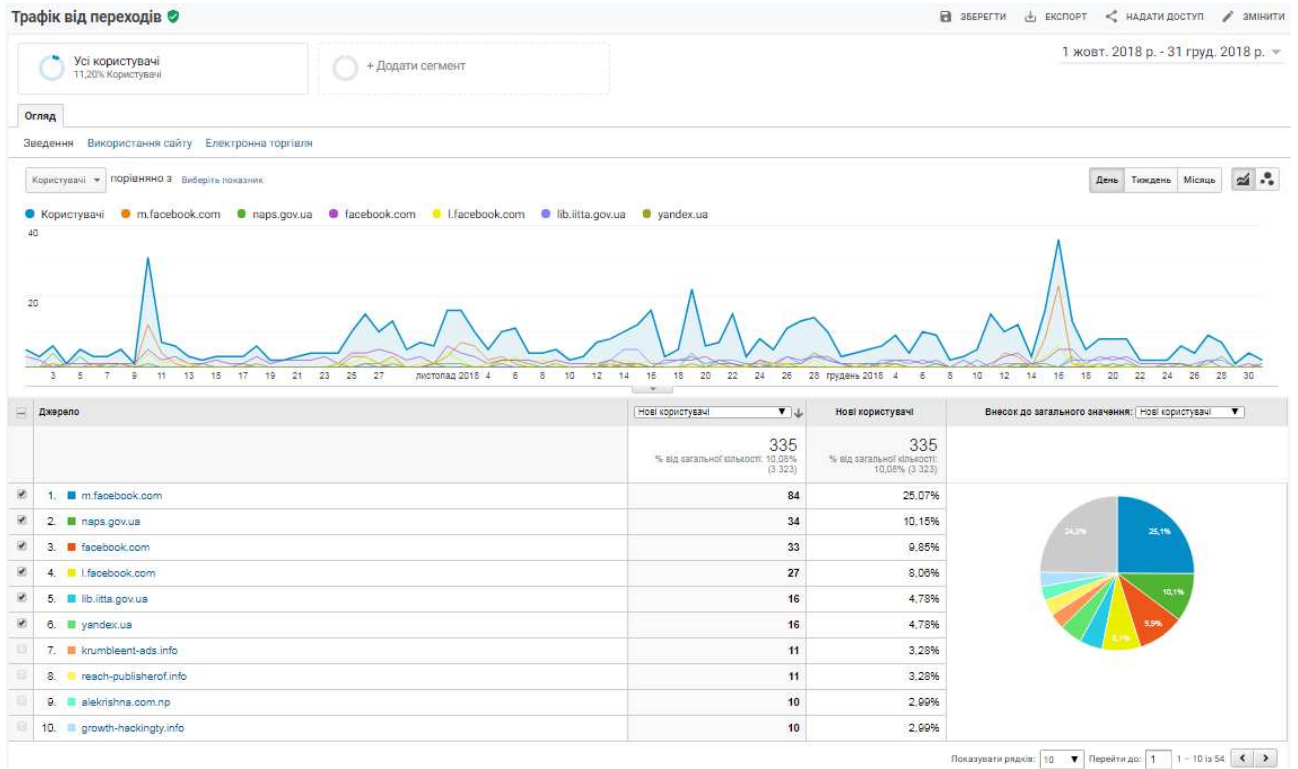 Трафік від переходів
ЗБЕРЕГТИ ЕКСПОРТ НАДАТИ ДОСТУП ЗМІНИТИ
Усі користувачі
11,20% Користувачі
+ Додати сегмент
1 жовт. 2018 р. - 31 груд. 2018 р.
Огляд
Зведення Використання сайту Електронна торгівля
Користувачі порівняно з Виберіть показник
День Тиждень Місяць
Користувачі m.facebook.com naps.gov.ua facebook.com l.facebook.com lib.iitta.gov.ua yandex.ua
40
20
3 5 7 9 11 13 15 17 19 21 23 25 27 листопад 2018 4 6 8 10 12 14 16 18 20 22 24 26 28 грудень 2018 4 6 8 10 12 14 16 18 20 22 24 26 28 30
Джерело Нові користувачі Нові користувачі Внесок до загального значення: Нові користувачі
335 335
% від загальної кількості: 10,08% % від загальної кількості:
(3 323) 10,08% (3 323)
1. m.facebook.com 84 25,07%
2. naps.gov.ua 34 10,15%
3. facebook.com 33 9,85%
4. l.facebook.com 27 8,06%
5. lib.iitta.gov.ua 16 4,78%
6. yandex.ua 16 4,78%
7. krumbleent-ads.info 11 3,28%
8. reach-publisherof.info 11 3,28%
9. alekrishna.com.np 10 2,99%
10. growth-hackingty.info 10 2,99%
25,1%
10,1%
9,9%
8,1%
24,2%
Показувати рядків: 10 Перейти до: 1 1 – 10 із 54